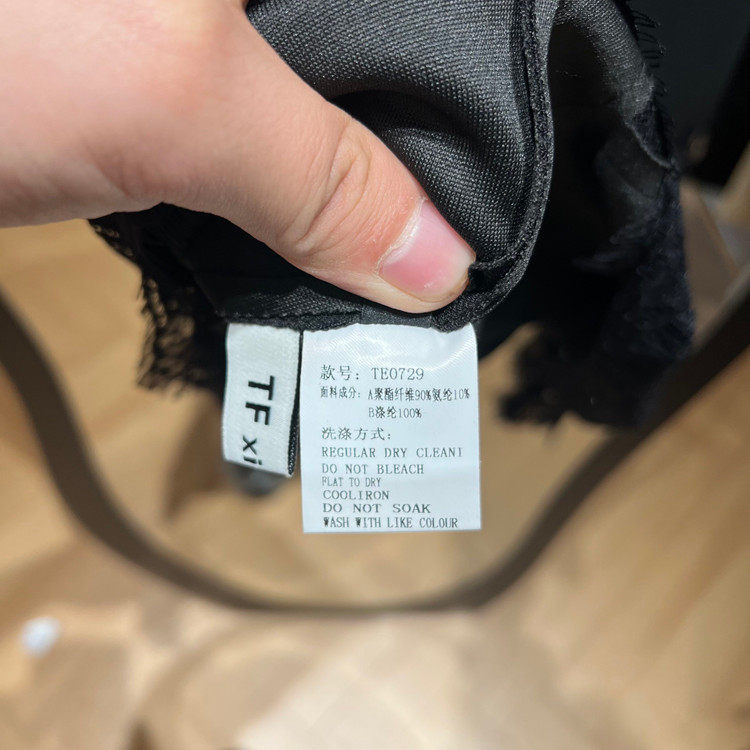 款号: TE0729
面料成分: A聚酯纤维90%氨纶10%
B涤纶100%
洗涤方式:
REGULAR DRY CLEANI
DO NOT BLEACH
FLAT TO DRY
COOLIRON
DO NOT SOAK
WASH WITH LIKE COLOUR
TF xi